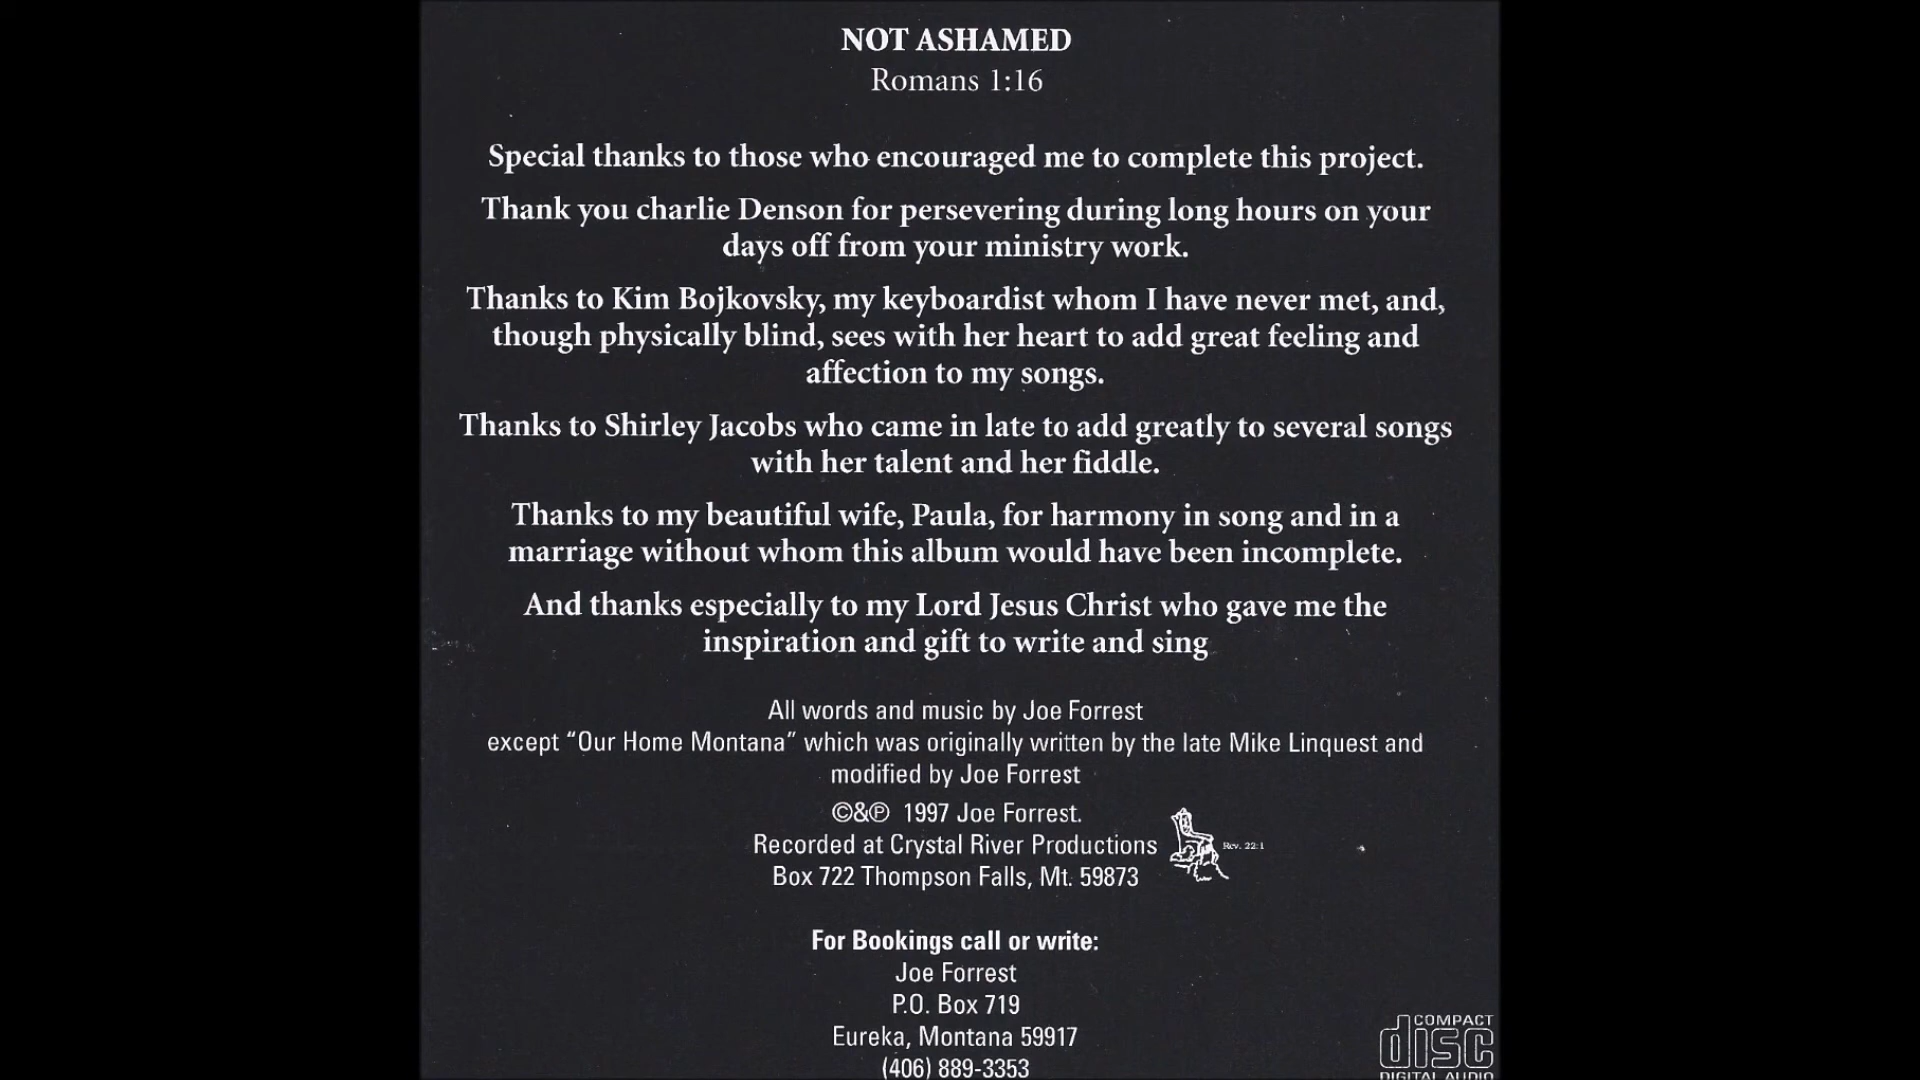 NOT ASHAMED
Romans 1:16
Special thanks to those who encouraged me to complete this project.
Thank you charlie Denson for persevering during long hours on your
days off from your ministry work.
Thanks to Kim Bojkovsky, my keyboardist whom I have never met, and,
though physically blind, sees with her heart to add great feeling and
affection to my songs.
Thanks to Shirley Jacobs who came in late to add greatly to several songs
with her talent and her fiddle.
Thanks to my beautiful wife, Paula, for harmony in song and in a
marriage without whom this album would have been incomplete.
And thanks especially to my Lord Jesus Christ who gave me the
inspiration and gift to write and sing
All words and music by Joe Forrest
except “Our Home Montana” which was originally written by the late Mike Linquest and
modified by Joe Forrest
©&℗ 1997 Joe Forrest.
Recorded at Crystal River Productions
Rev. 22:1
Box 722 Thompson Falls, Mt. 59873
For Bookings call or write:
Joe Forrest
P.O. Box 719
Eureka, Montana 59917
(406) 889-3353
COMPACT
disc
DIGITAL AUDIO